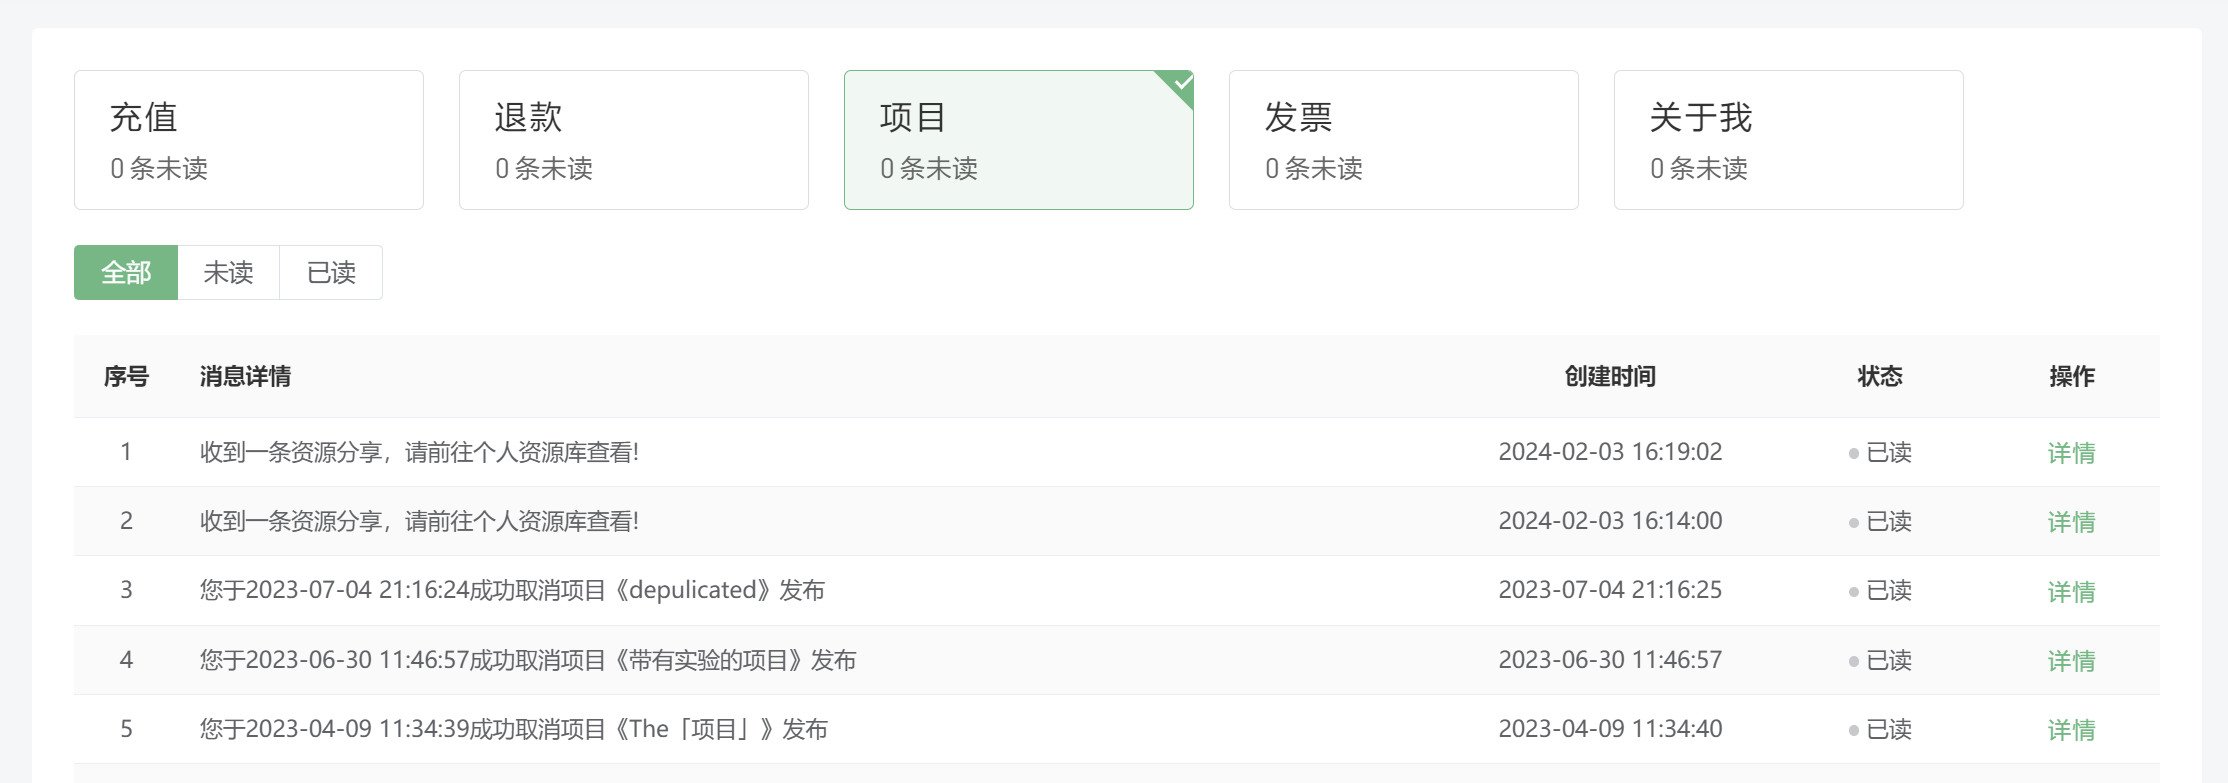 充值 退款 项目 发票 关于我
0 条未读 0 条未读 0 条未读 0 条未读 0 条未读
全部 未读 已读
序号 消息详情 创建时间 状态 操作
1 收到一条资源分享，请前往个人资源库查看! 2024-02-03 16:19:02 已读 详情
2 收到一条资源分享，请前往个人资源库查看! 2024-02-03 16:14:00 已读 详情
3 您于2023-07-04 21:16:24成功取消项目《depulicated》发布 2023-07-04 21:16:25 已读 详情
4 您于2023-06-30 11:46:57成功取消项目《带有实验的项目》发布 2023-06-30 11:46:57 已读 详情
5 您于2023-04-09 11:34:39成功取消项目《The「项目」》发布 2023-04-09 11:34:40 已读 详情